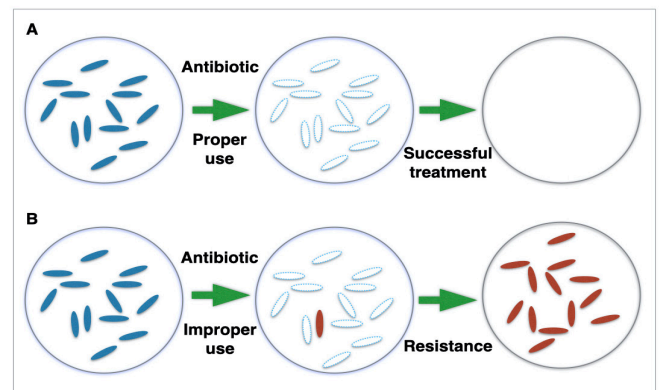 A
Antibiotic
Proper
use
Successful
treatment
B
Antibiotic
Improper
use
Resistance